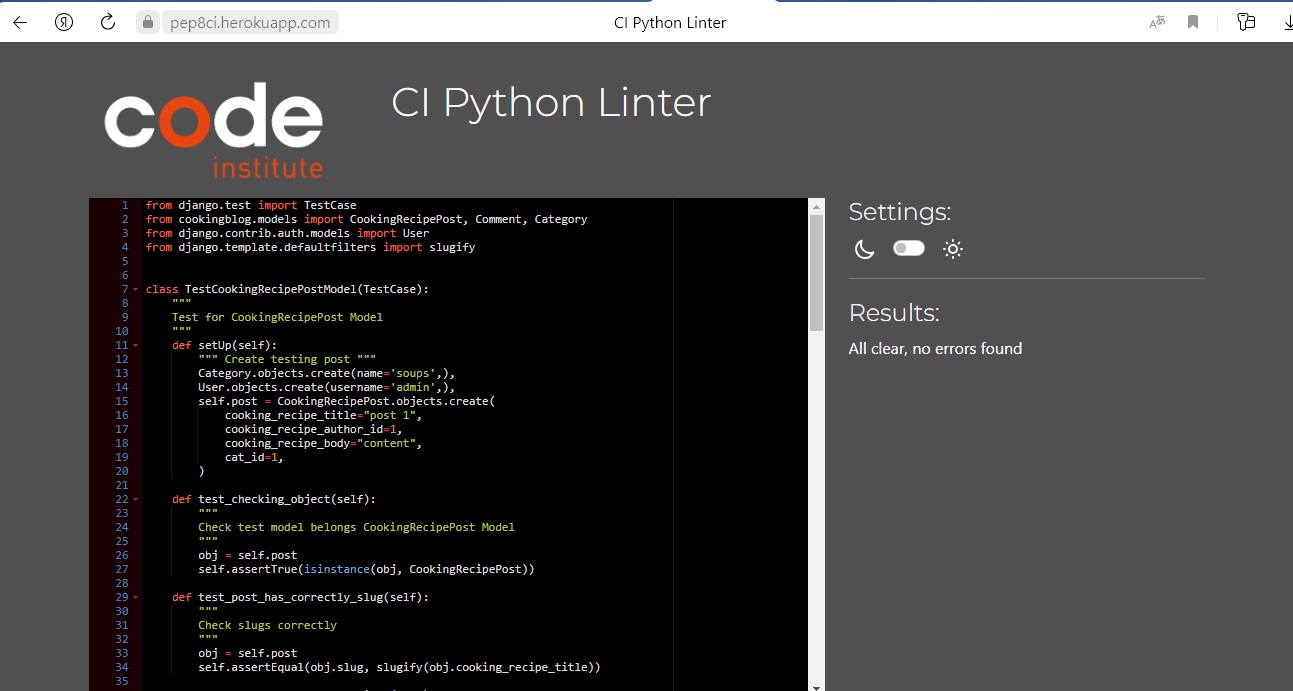 pep8ci.herokuapp.com
CI Python Linter
code
institute
CI Python Linter
1 from django.test import TestCase
2 from cookingblog.models import CookingRecipePost, Comment, Category
3 from django.contrib.auth.models import User
4 from django.template.defaultfilters import slugify
5
6
7 class TestCookingRecipePostModel(TestCase):
8     """
9     Test for CookingRecipePost Model
10     """
11     def setUp(self):
12         """ Create testing post """
13         Category.objects.create(name='soups',),
14         User.objects.create(username='admin',),
15         self.post = CookingRecipePost.objects.create(
16             cooking_recipe_title="post 1",
17             cooking_recipe_author_id=1,
18             cooking_recipe_body="content",
19             cat_id=1,
20         )
21
22     def test_checking_object(self):
23         """
24         Check test model belongs CookingRecipePost Model
25         """
26         obj = self.post
27         self.assertTrue(isinstance(obj, CookingRecipePost))
28
29     def test_post_has_correctly_slug(self):
30         """
31         Check slugs correctly
32         """
33         obj = self.post
34         self.assertEqual(obj.slug, slugify(obj.cooking_recipe_title))
35
Settings:
Results:
All clear, no errors found